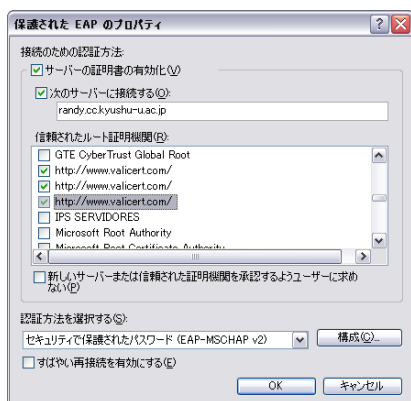 保護された EAP のプロパティ
接続のための認証方法:
サーバーの証明書の有効化(V)
次のサーバーに接続する(O):
randy.cc.kyushu-u.ac.jp
信頼されたルート証明機関(R):
GTE CyberTrust Global Root
http://www.valicert.com/
http://www.valicert.com/
http://www.valicert.com/
IPS SERVIDORES
Microsoft Root Authority
Microsoft Root Certificate Authority
新しいサーバーまたは信頼された証明機関を承認するようユーザーに求め
ない(P)
認証方法を選択する(S):
セキュリティで保護されたパスワード (EAP-MSCHAP v2)
構成(C)...
すばやい再接続を有効にする(E)
OK
キャンセル